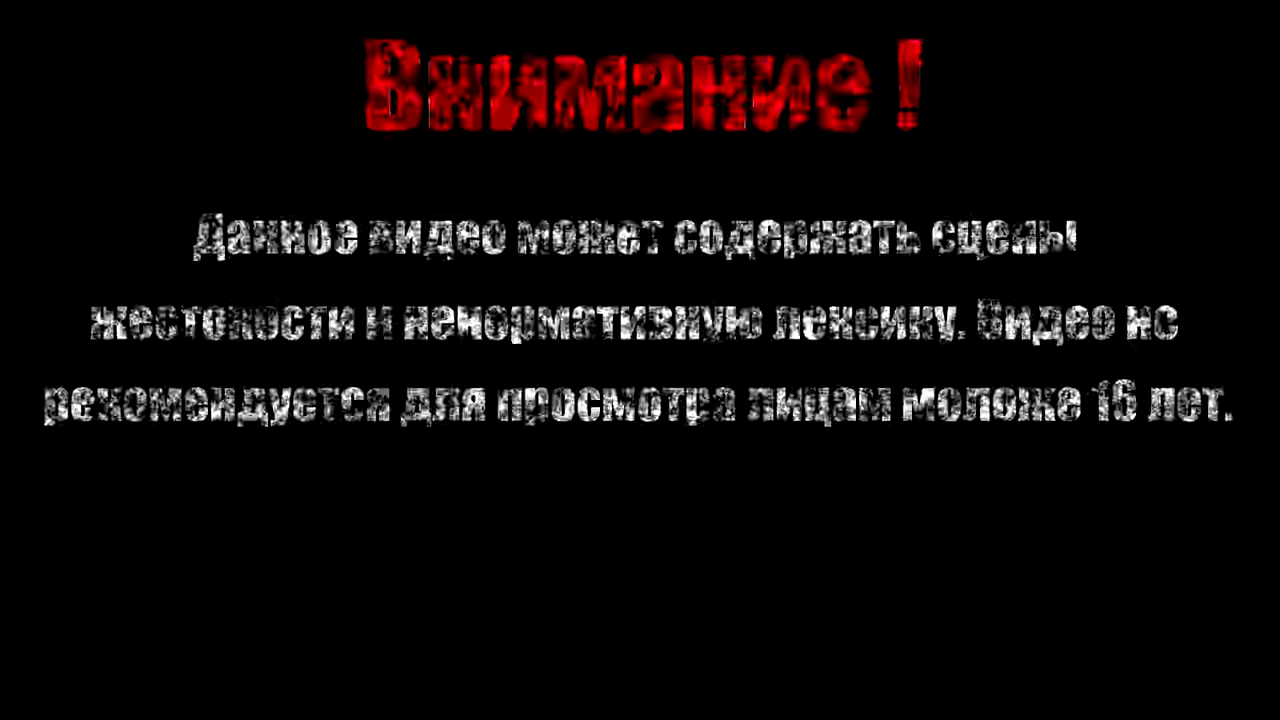 Внимание !
Данное видео может содержать сцены
жестокости и ненормативную лексику. Видео не
рекомендуется для просмотра лицам моложе 16 лет.